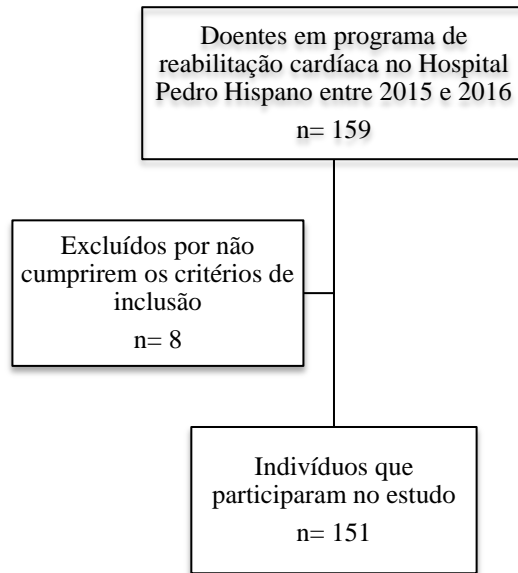 Doentes em programa de
reabilitação cardíaca no Hospital
Pedro Hispano entre 2015 e 2016
n= 159
Excluídos por não
cumprirem os critérios de
inclusão
n= 8
Indivíduos que
participaram no estudo
n= 151